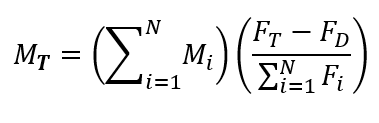 M_T = (∑_{i=1}^{N} M_i) ((F_T − F_D) / (∑_{i=1}^{N} F_i))